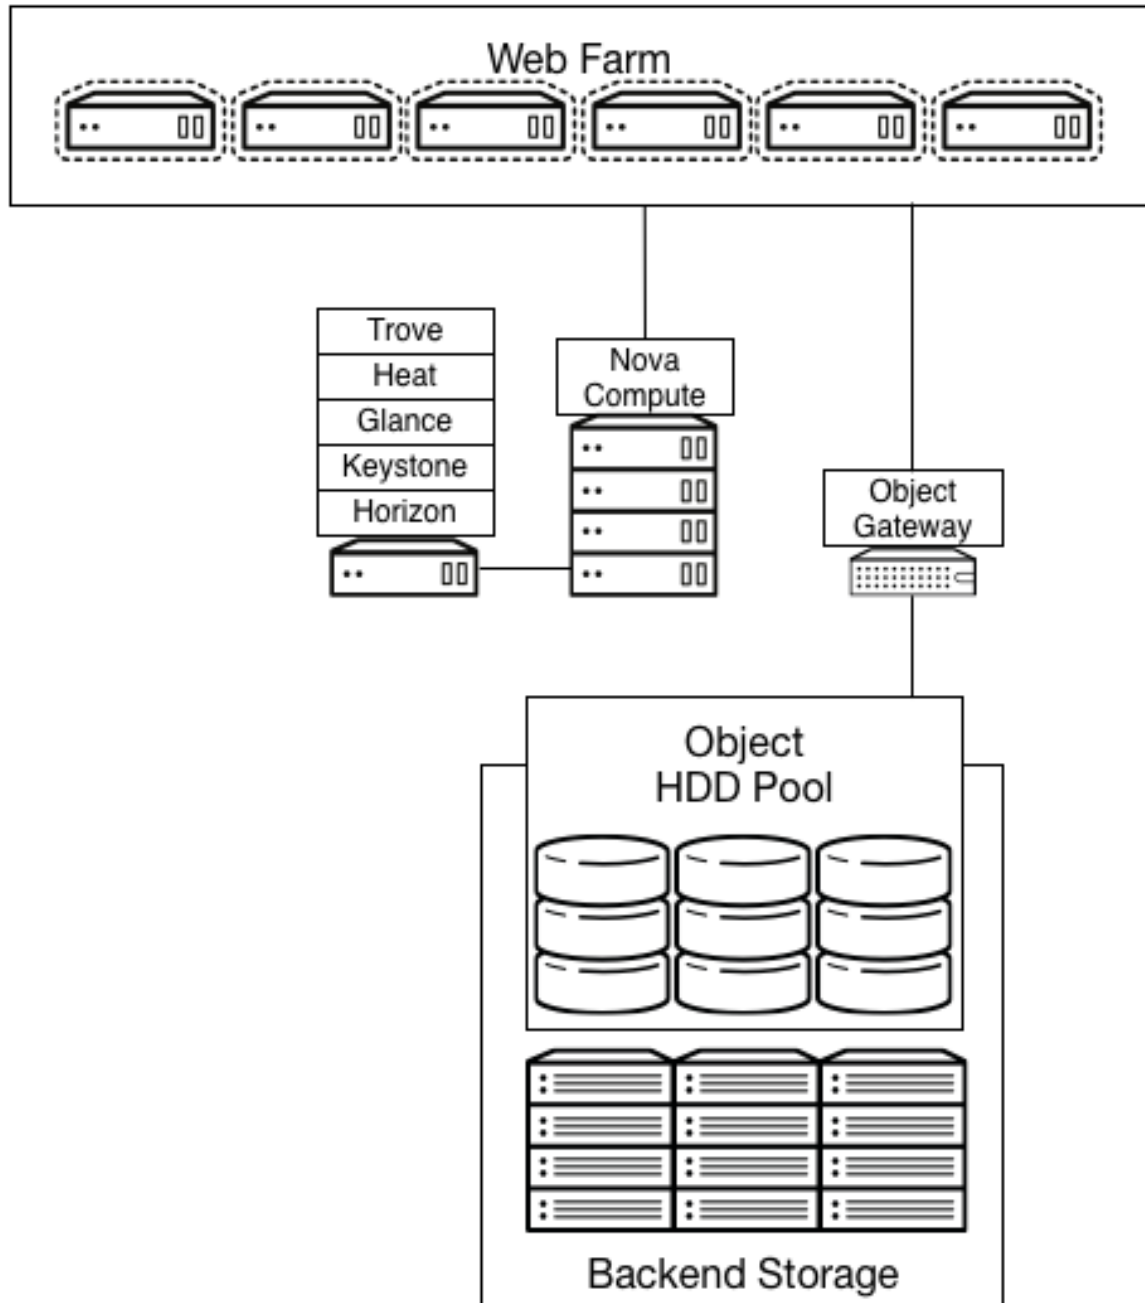 Web Farm
Trove
Heat
Glance
Keystone
Horizon
Nova
Compute
Object
Gateway
Object
HDD Pool
Backend Storage